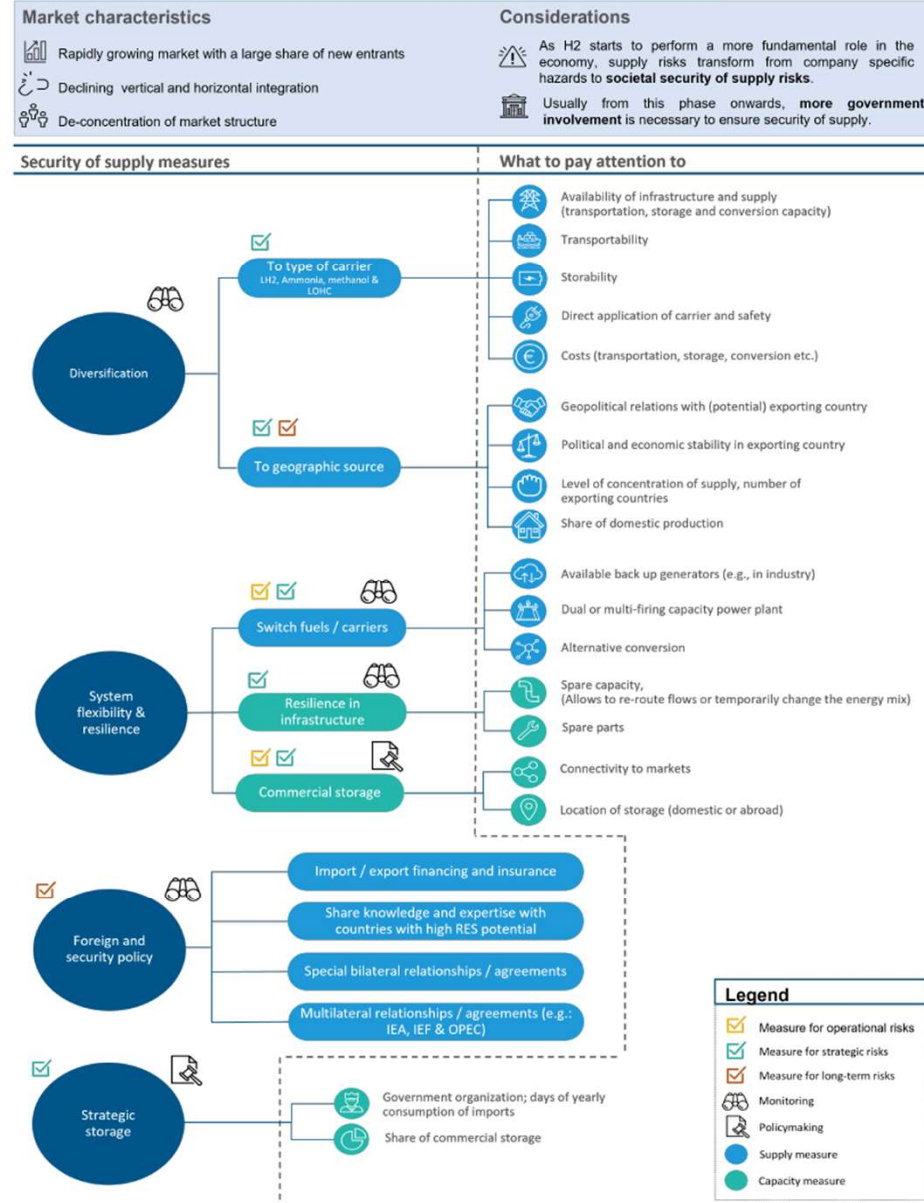 Market characteristics
Rapidly growing market with a large share of new entrants
Declining vertical and horizontal integration
De-concentration of market structure
Considerations
As H2 starts to perform a more fundamental role in the
economy, supply risks transform from company specific
hazards to societal security of supply risks.
Usually from this phase onwards, more government
involvement is necessary to ensure security of supply.
Security of supply measures
What to pay attention to
Diversification
To type of carrier
LH2, Ammonia, methanol &
LOHC
Availability of infrastructure and supply
(transportation, storage and conversion capacity)
Transportability
Storability
Direct application of carrier and safety
Costs (transportation, storage, conversion etc.)
To geographic source
Geopolitical relations with (potential) exporting country
Political and economic stability in exporting country
Level of concentration of supply, number of
exporting countries
Share of domestic production
System
flexibility &
resilience
Switch fuels / carriers
Available back up generators (e.g., in industry)
Dual or multi-firing capacity power plant
Alternative conversion
Resilience in
infrastructure
Spare capacity,
(Allows to re-route flows or temporarily change the energy mix)
Spare parts
Commercial storage
Connectivity to markets
Location of storage (domestic or abroad)
Foreign and
security policy
Import / export financing and insurance
Share knowledge and expertise with
countries with high RES potential
Special bilateral relationships / agreements
Multilateral relationships / agreements (e.g.:
IEA, IEF & OPEC)
Strategic
storage
Government organization; days of yearly
consumption of imports
Share of commercial storage
Legend
Measure for operational risks
Measure for strategic risks
Measure for long-term risks
Monitoring
Policymaking
Supply measure
Capacity measure